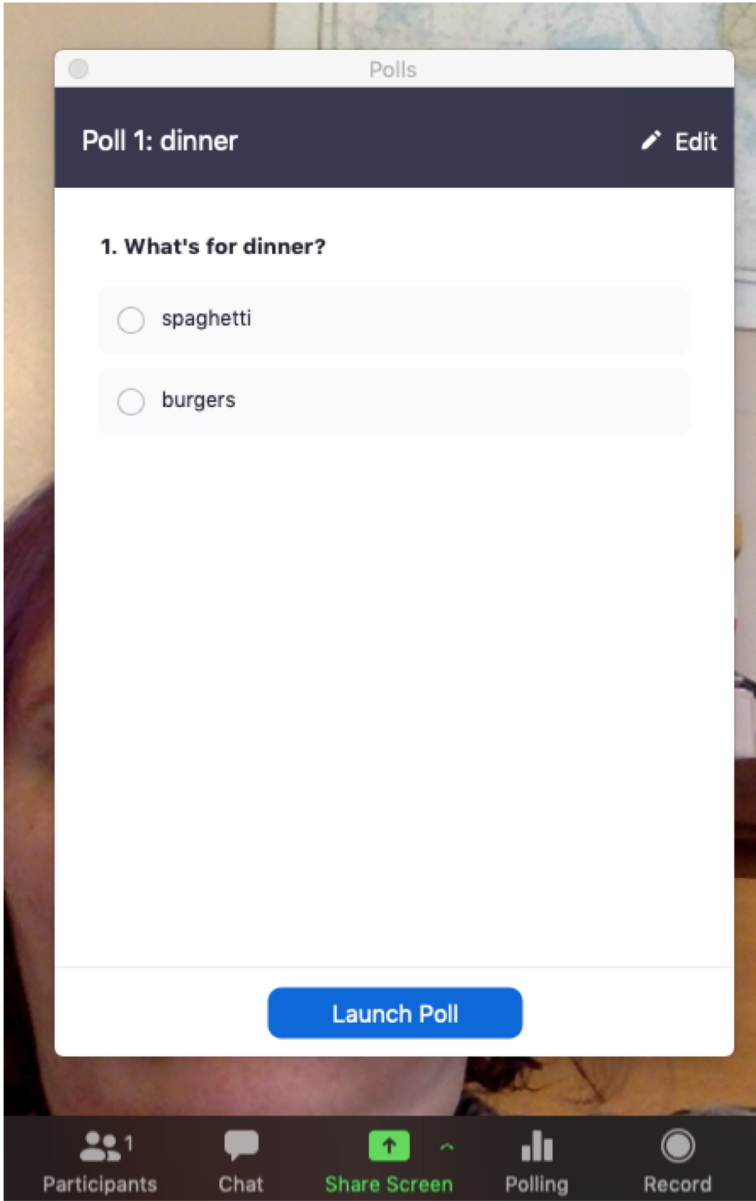 Polls
Poll 1: dinner
Edit
1. What's for dinner?
spaghetti
burgers
Launch Poll
1
Participants
Chat
Share Screen
Polling
Record